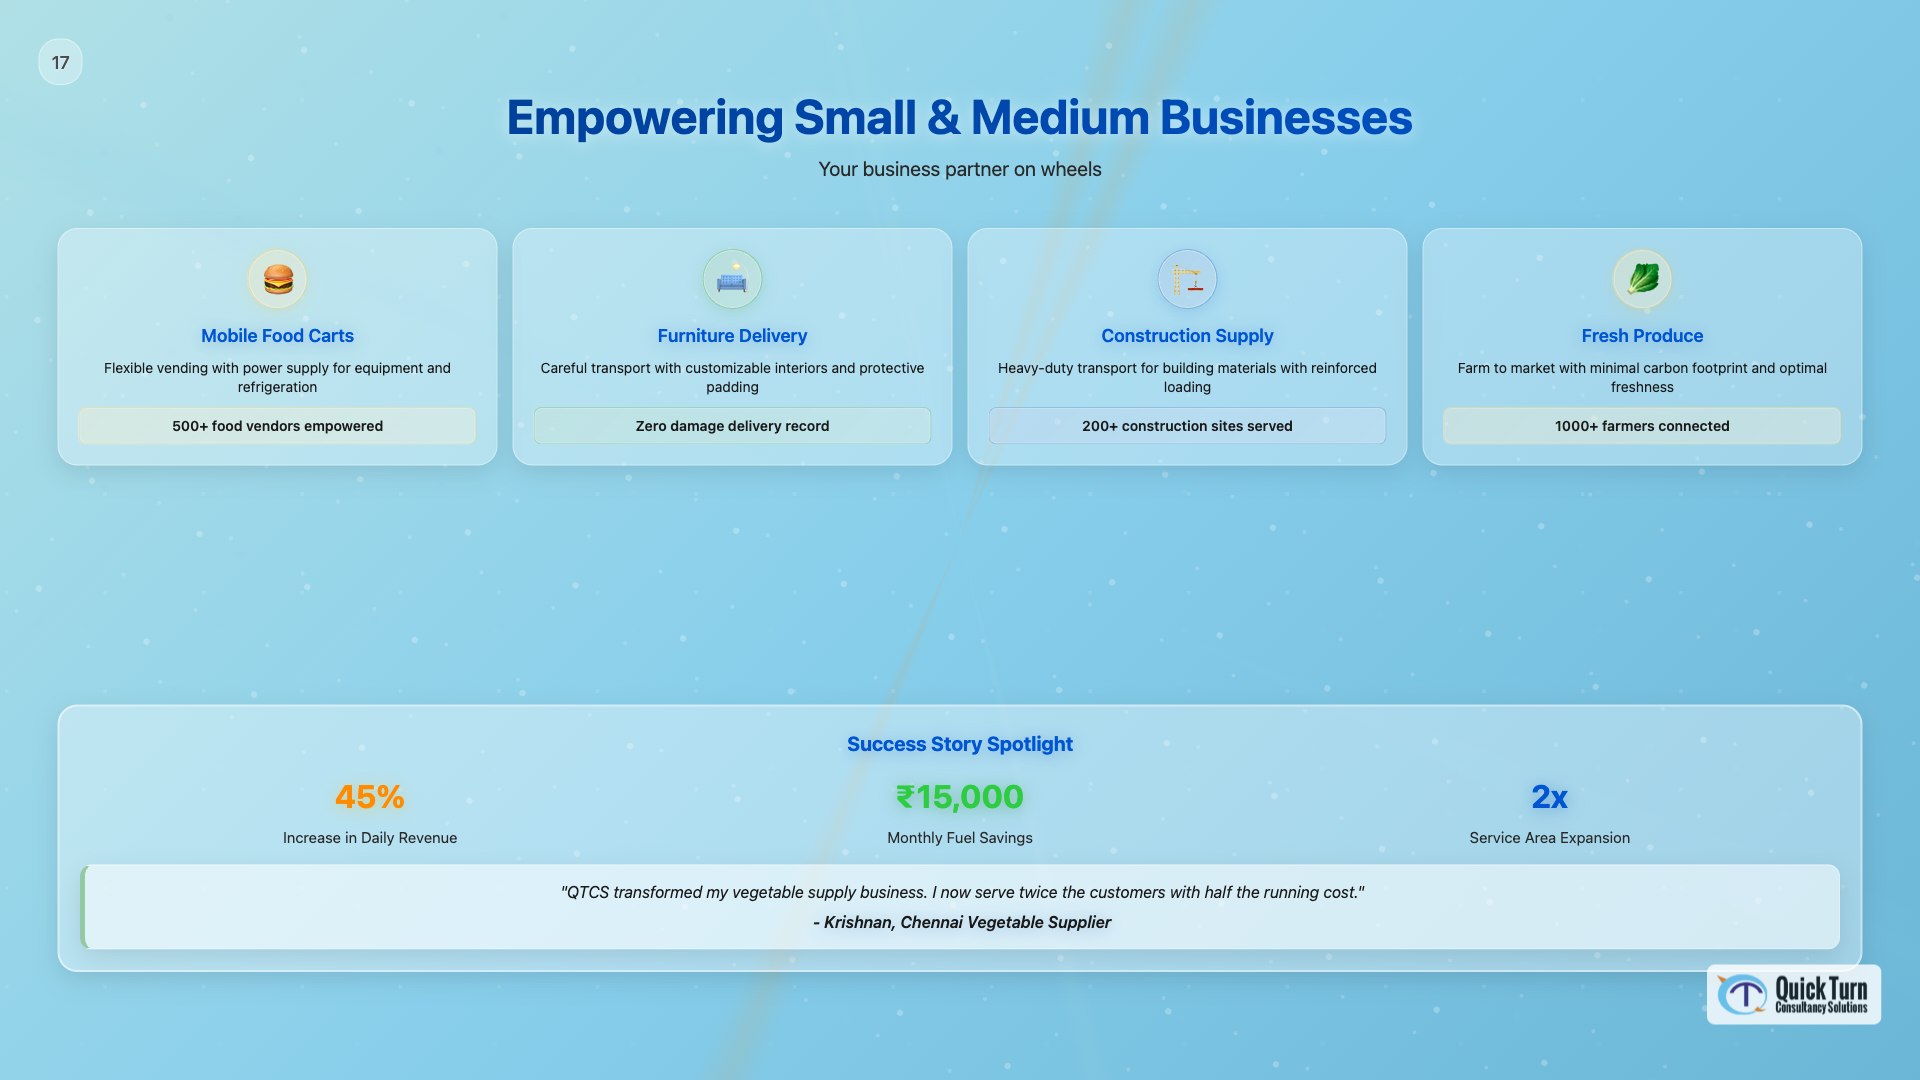 17
Empowering Small & Medium Businesses
Your business partner on wheels
Mobile Food Carts
Flexible vending with power supply for equipment and
refrigeration
500+ food vendors empowered
Furniture Delivery
Careful transport with customizable interiors and protective
padding
Zero damage delivery record
Construction Supply
Heavy-duty transport for building materials with reinforced
loading
200+ construction sites served
Fresh Produce
Farm to market with minimal carbon footprint and optimal
freshness
1000+ farmers connected
Success Story Spotlight
45%
Increase in Daily Revenue
₹15,000
Monthly Fuel Savings
2x
Service Area Expansion
"QTCS transformed my vegetable supply business. I now serve twice the customers with half the running cost."
- Krishnan, Chennai Vegetable Supplier
Quick Turn
Consultancy Solutions